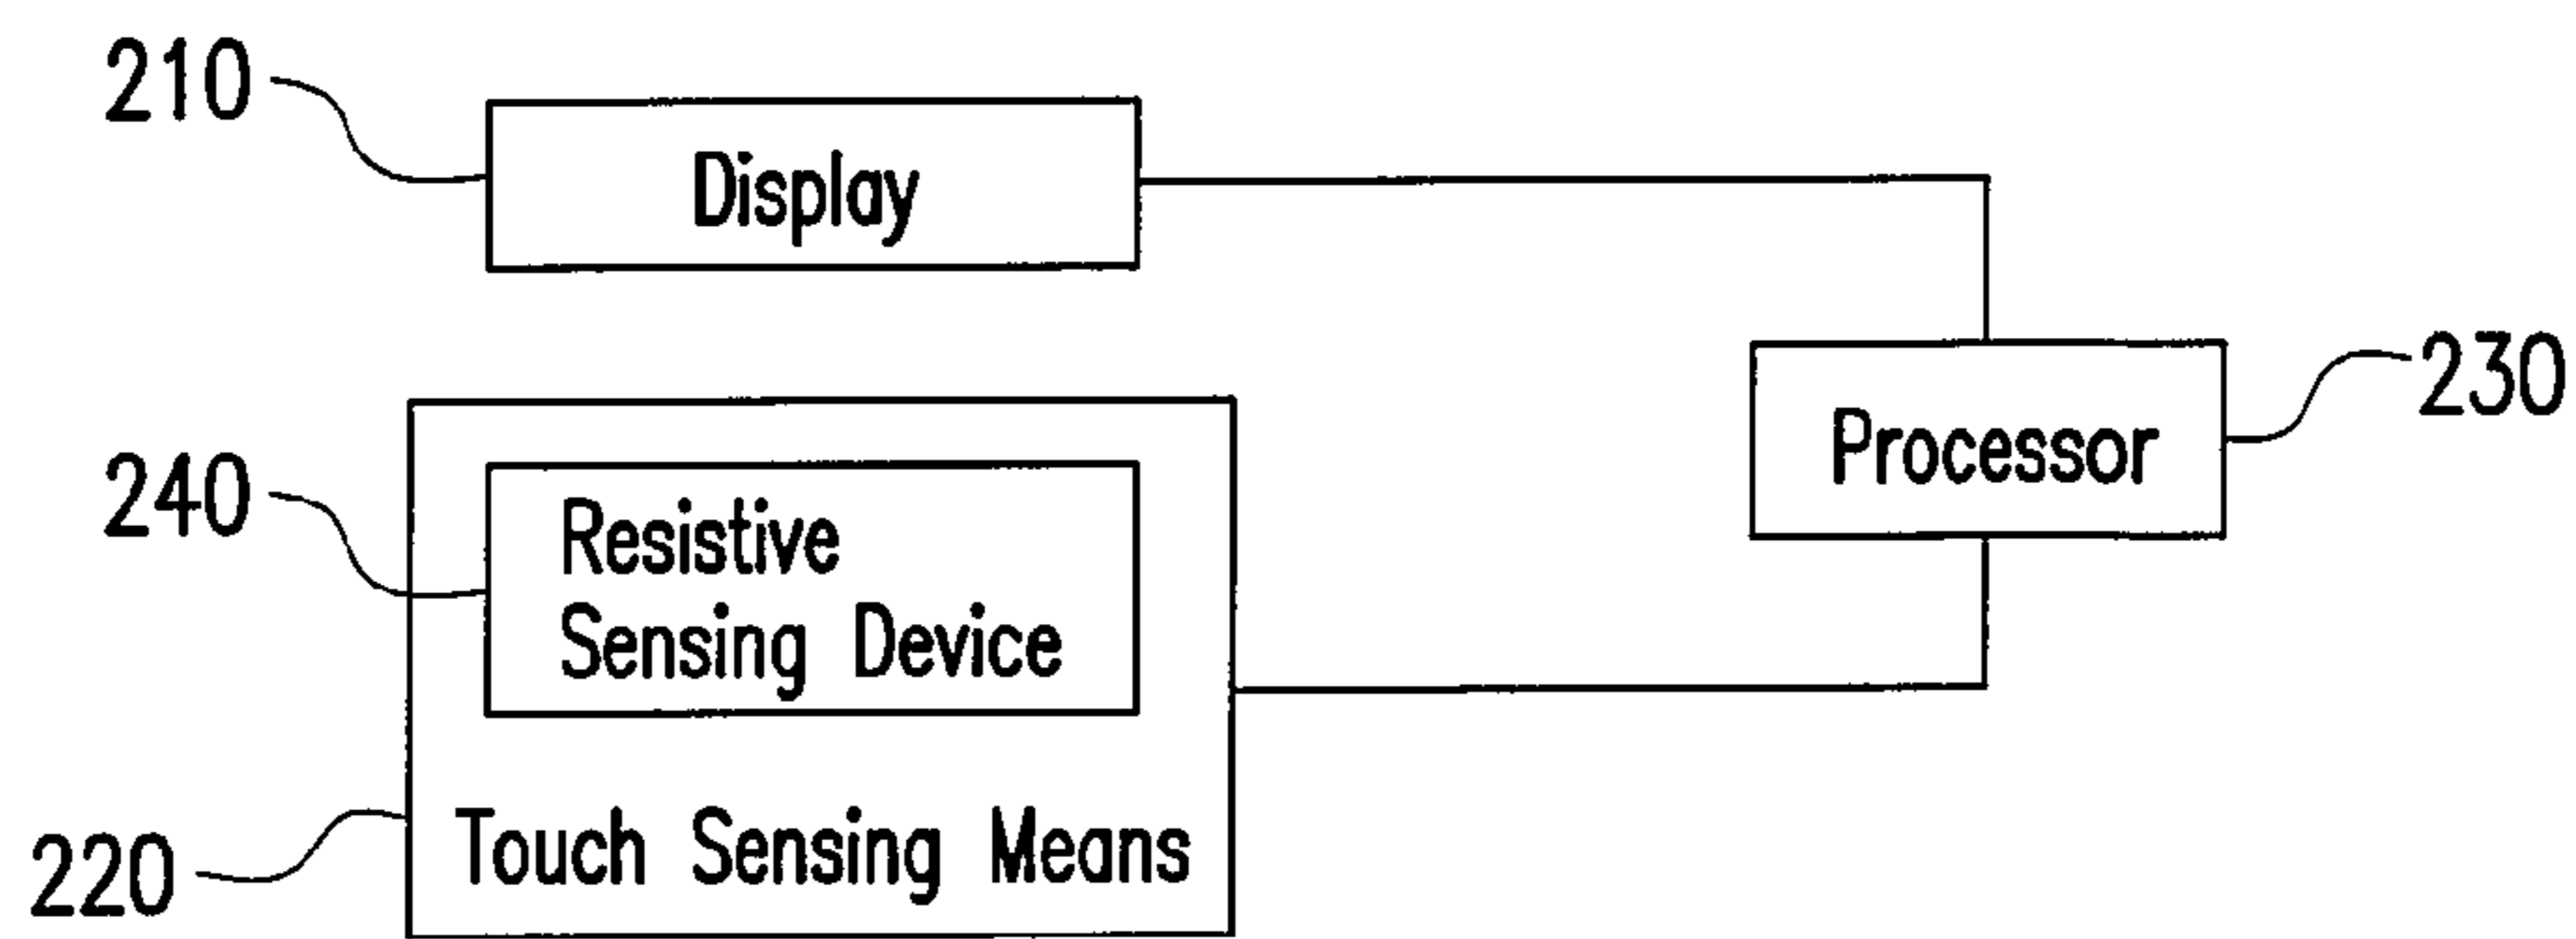 210
Display
230
Processor
240
Resistive
Sensing Device
220
Touch Sensing Means